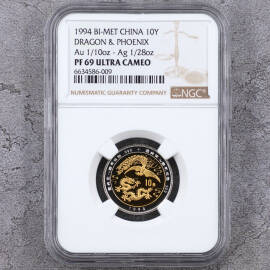 1994 BI-MET CHINA 10Y
DRAGON & PHOENIX
Au 1/10oz - Ag 1/28oz
PF 69 ULTRA CAMEO
6634586-009
NUMISMATIC GUARANTY COMPANY
NGC
10元
1994